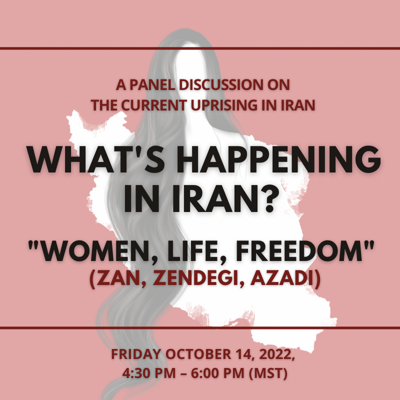 A PANEL DISCUSSION ON
THE CURRENT UPRISING IN IRAN
WHAT'S HAPPENING
IN IRAN?
"WOMEN, LIFE, FREEDOM"
(ZAN, ZENDEGI, AZADI)
FRIDAY OCTOBER 14, 2022,
4:30 PM – 6:00 PM (MST)